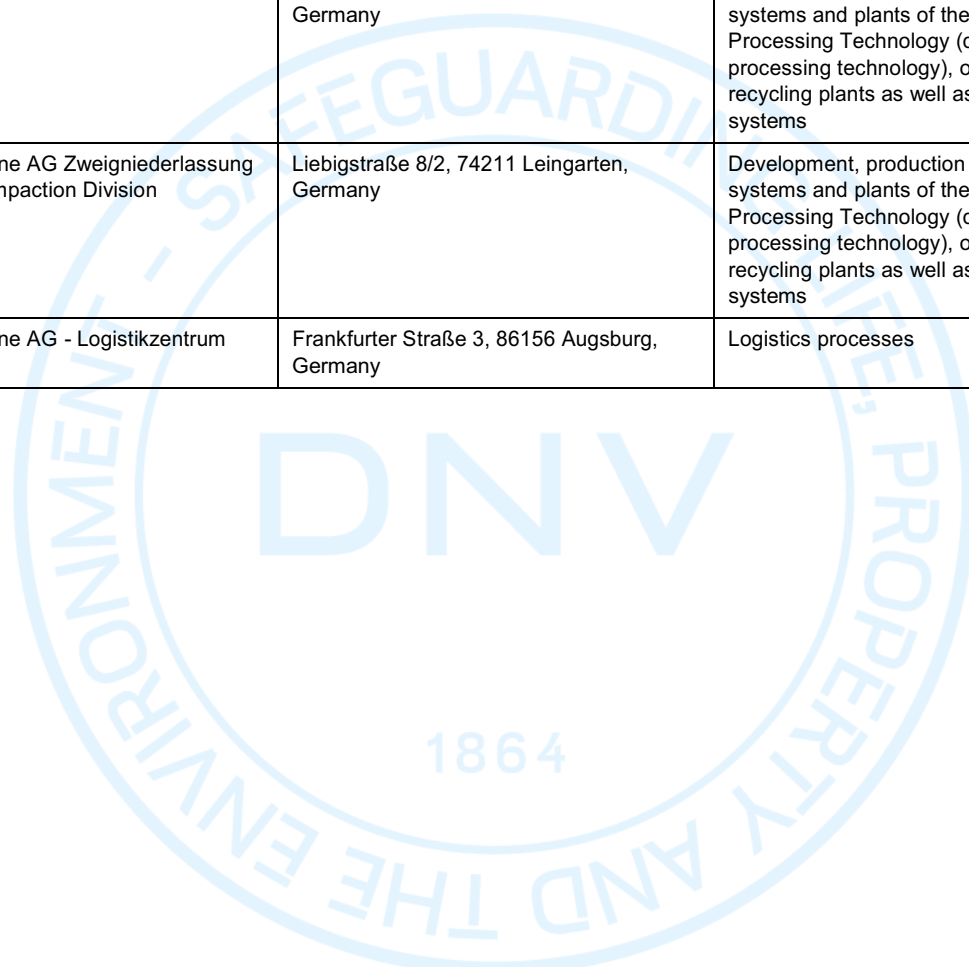 Germany
systems and plants of the
Processing Technology (
processing technology), o
recycling plants as well as
systems
ne AG Zweigniederlassung
mpaction Division
Liebigstraße 8/2, 74211 Leingarten,
Germany
Development, production
systems and plants of the
Processing Technology (
processing technology), o
recycling plants as well as
systems
ne AG - Logistikzentrum
Frankfurter Straße 3, 86156 Augsburg,
Germany
Logistics processes
SAFEGUARDING LIFE, PROPERTY AND THE ENVIRONMENT -
DNV
1864